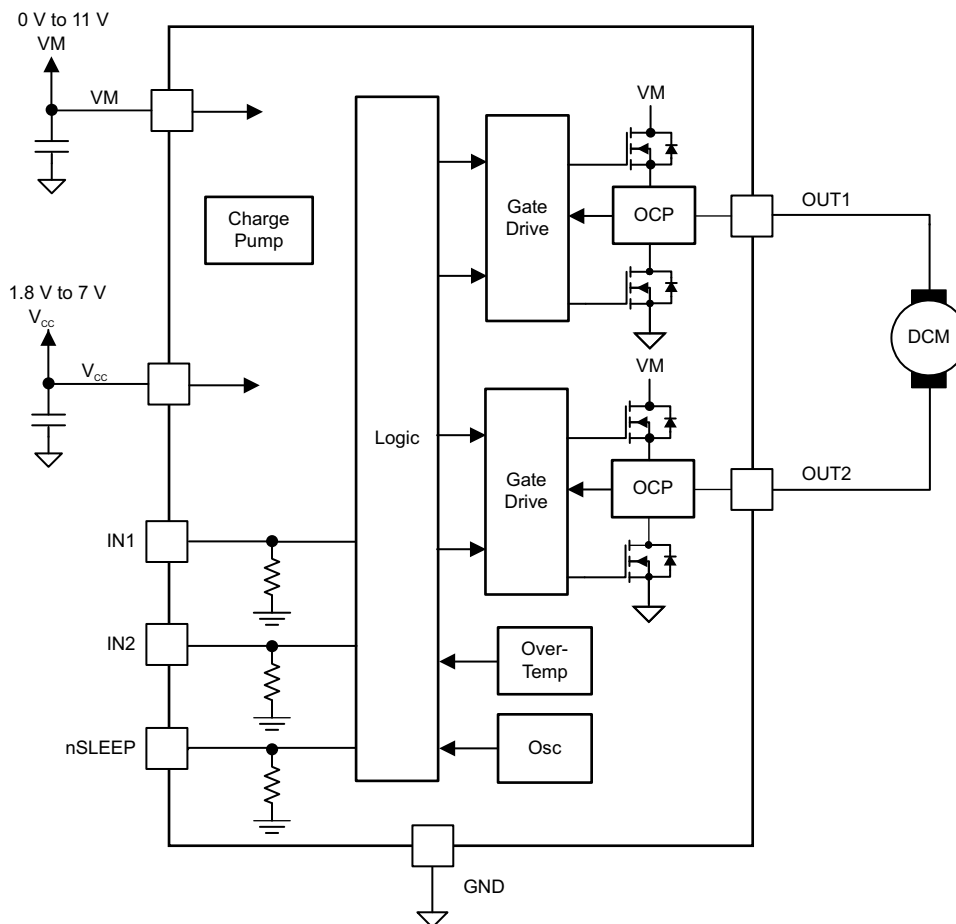 0 V to 11 V
VM
VM
Charge
Pump
1.8 V to 7 V
VCC
VCC
IN1
IN2
nSLEEP
Logic
Gate
Drive
VM
OCP
OUT1
DCM
VM
Gate
Drive
OCP
OUT2
Over-
Temp
Osc
GND